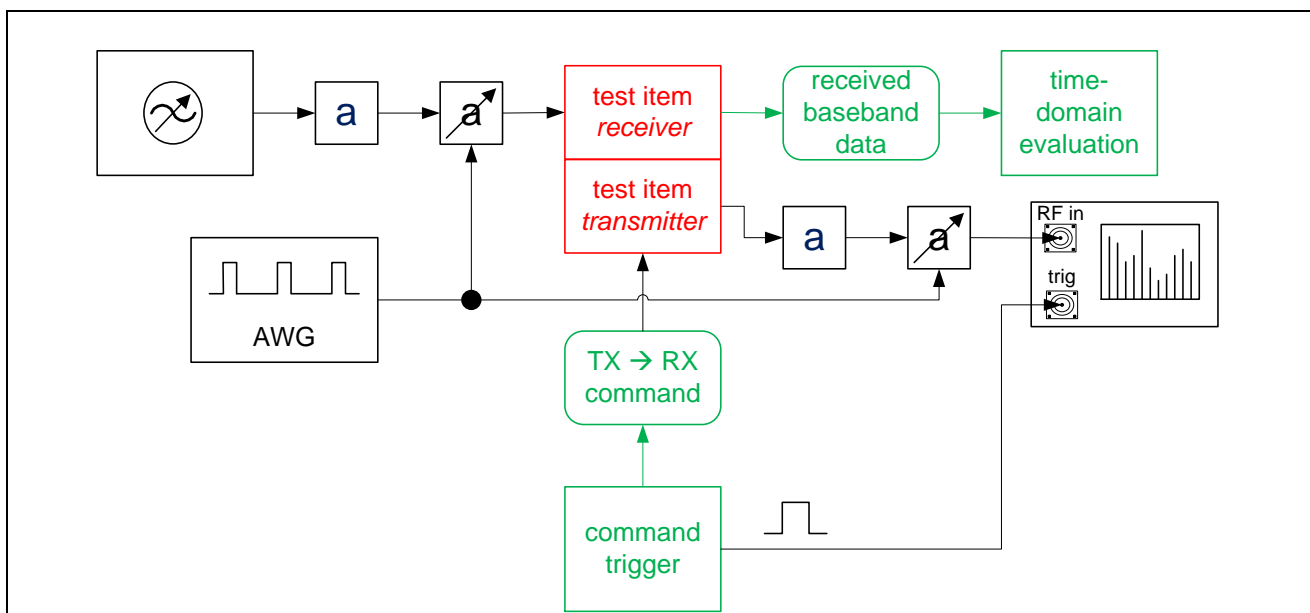 a
a
test item
receiver
received
baseband
data
time-
domain
evaluation
test item
transmitter
a
a
RF in
trig
AWG
TX → RX
command
command
trigger